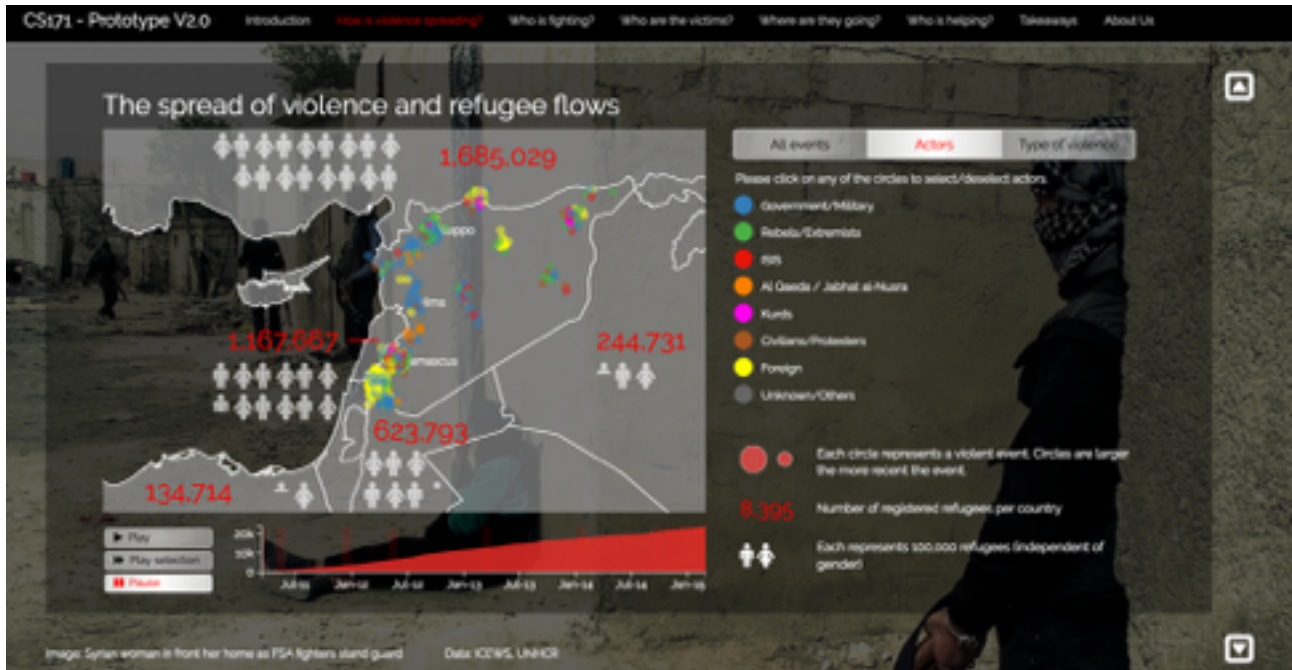 CS171 - Prototype V2.0
Introduction
How is violence spreading?
Who is fighting?
Who are the victims?
Where are they going?
Who is helping?
Takeaways
About Us
The spread of violence and refugee flows
1,685,029
1,167,667
244,731
623,793
134,714
Play
Play selection
Pause
20k
10k
0
Jul-11
Jan-12
Jul-12
Jan-13
Jul-13
Jan-14
Jul-14
Jan-15
All events
Actors
Type of violence
Please click on any of the circles to select/deselect actors.
Government/Military
Rebels/Extremists
ISIS
Al Qaeda / Jabhat al-Nusra
Kurds
Civilians/Protesters
Foreign
Unknown/Others
Each circle represents a violent event. Circles are larger
the more recent the event.
8,395
Number of registered refugees per country
Each represents 100,000 refugees (independent of
gender)
Image: Syrian woman in front her home as FSA fighters stand guard
Data: ICEWS, UNHCR